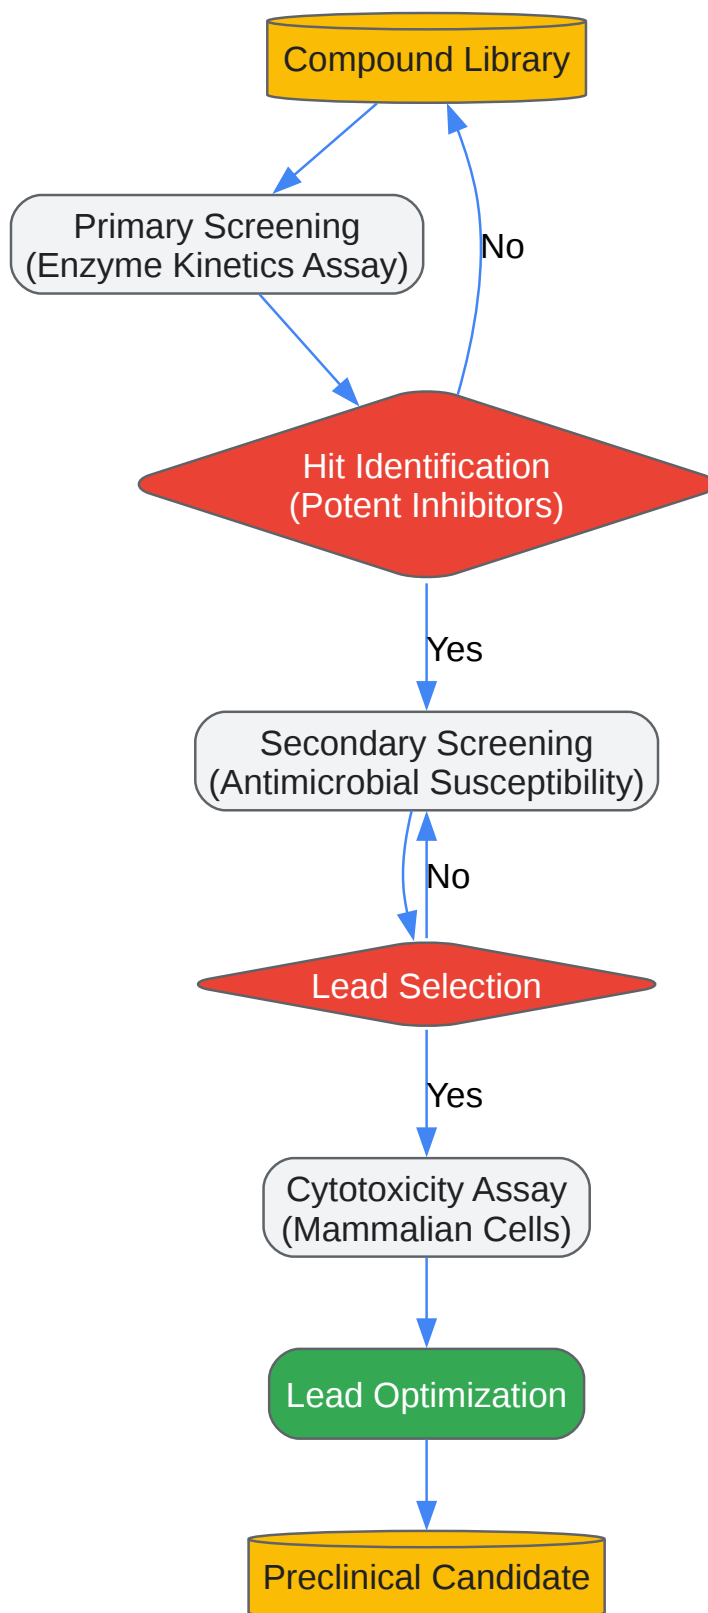 Compound Library
Primary Screening
(Enzyme Kinetics Assay)
No
Hit Identification
(Potent Inhibitors)
Yes
Secondary Screening
(Antimicrobial Susceptibility)
No
Lead Selection
Yes
Cytotoxicity Assay
(Mammalian Cells)
Lead Optimization
Preclinical Candidate